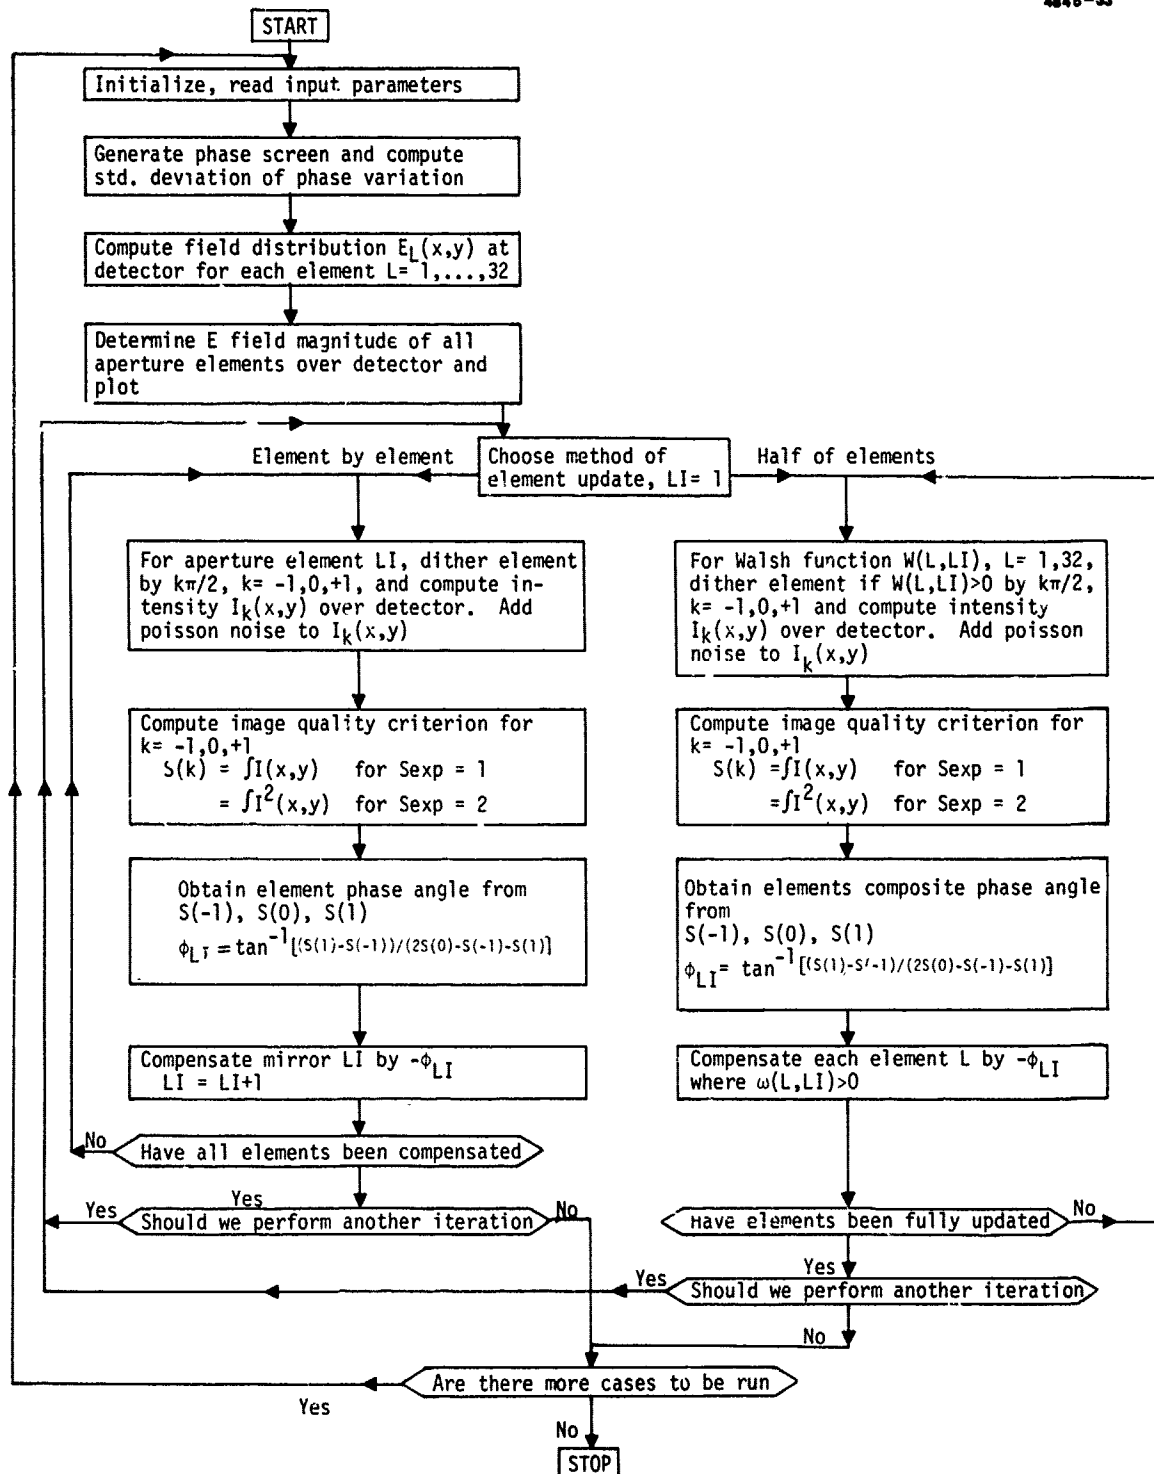 START
Initialize, read input parameters
Generate phase screen and compute
std. deviation of phase variation
Compute field distribution E_L(x,y) at
detector for each element L= 1,...,32
Determine E field magnitude of all
aperture elements over detector and
plot
Element by element
Choose method of
element update, LI= 1
Half of elements
For aperture element LI, dither element
by kπ/2, k= -1,0,+1, and compute in-
tensity I_k(x,y) over detector. Add
poisson noise to I_k(x,y)
For Walsh function W(L,LI), L= 1,32,
dither element if W(L,LI)>0 by kπ/2,
k= -1,0,+1 and compute intensity
I_k(x,y) over detector. Add poisson
noise to I_k(x,y)
Compute image quality criterion for
k= -1,0,+1
S(k) = ∫I(x,y) for Sexp = 1
= ∫I²(x,y) for Sexp = 2
Compute image quality criterion for
k= -1,0,+1
S(k) =∫I(x,y) for Sexp = 1
=∫I²(x,y) for Sexp = 2
Obtain element phase angle from
S(-1), S(0), S(1)
ϕ_LI = tan⁻¹[(S(1)-S(-1))/(2S(0)-S(-1)-S(1)]
Obtain elements composite phase angle
from
S(-1), S(0), S(1)
ϕ_LI = tan⁻¹[(S(1)-S(-1)/(2S(0)-S(-1)-S(1)]
Compensate mirror LI by -ϕ_LI
LI = LI+1
Compensate each element L by -ϕ_LI
where ω(L,LI)>0
No
Have all elements been compensated
Yes
Yes
Should we perform another iteration
No
Have elements been fully updated
No
Yes
Yes
Should we perform another iteration
No
Are there more cases to be run
Yes
No
STOP